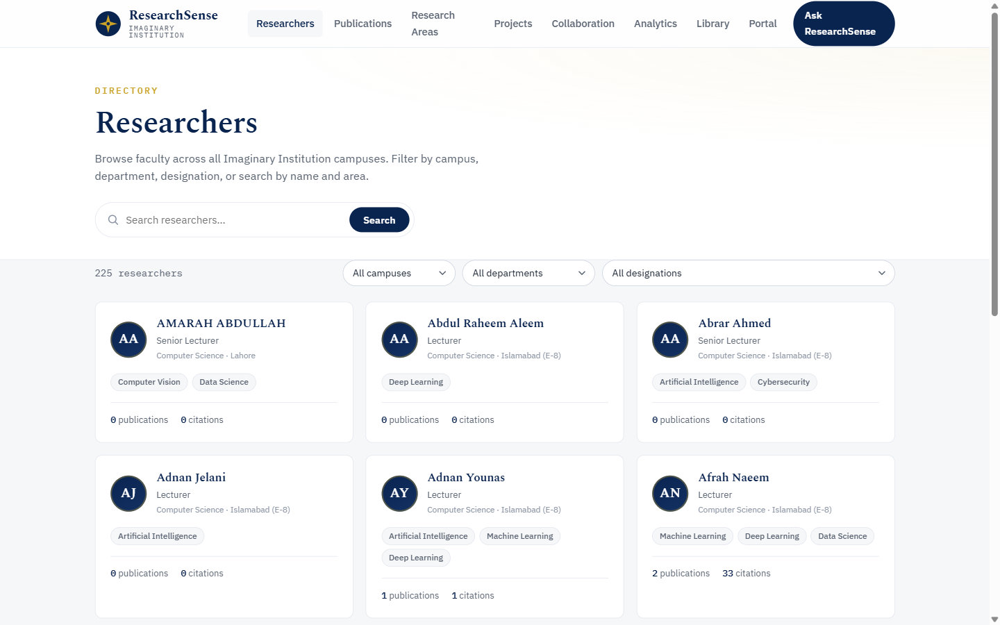 ResearchSense
IMAGINARY
INSTITUTION
Researchers
Publications
Research
Areas
Projects
Collaboration
Analytics
Library
Portal
Ask
ResearchSense
DIRECTORY
Researchers
Browse faculty across all Imaginary Institution campuses. Filter by campus,
department, designation, or search by name and area.
Search researchers...
Search
225 researchers
All campuses
All departments
All designations
AA
AMARAH ABDULLAH
Senior Lecturer
Computer Science · Lahore
Computer Vision
Data Science
0 publications
0 citations
AA
Abdul Raheem Aleem
Lecturer
Computer Science · Islamabad (E-8)
Deep Learning
0 publications
0 citations
AA
Abrar Ahmed
Senior Lecturer
Computer Science · Islamabad (E-8)
Artificial Intelligence
Cybersecurity
0 publications
0 citations
AJ
Adnan Jelani
Lecturer
Computer Science · Islamabad (E-8)
Artificial Intelligence
0 publications
0 citations
AY
Adnan Younas
Lecturer
Computer Science · Islamabad (E-8)
Artificial Intelligence
Machine Learning
Deep Learning
1 publications
1 citations
AN
Afrah Naeem
Lecturer
Computer Science · Islamabad (E-8)
Machine Learning
Deep Learning
Data Science
2 publications
33 citations